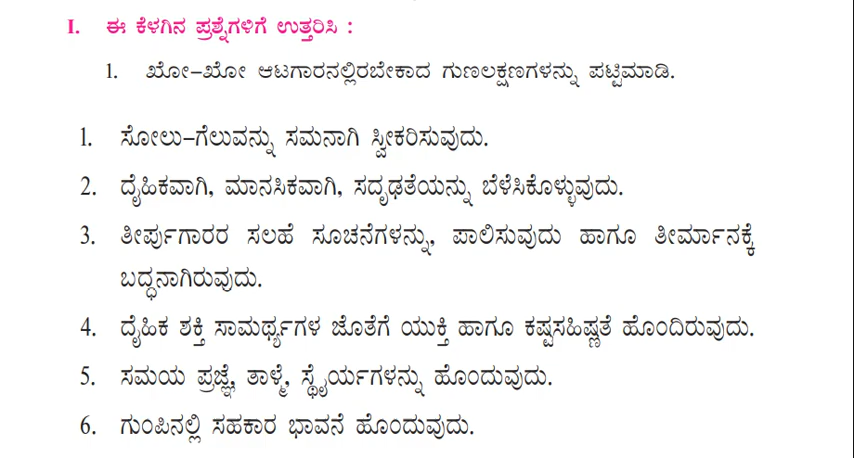 I. ಈ ಕೆಳಗಿನ ಪ್ರಶ್ನೆಗಳಿಗೆ ಉತ್ತರಿಸಿ :
1. ಖೋ-ಖೋ ಆಟಗಾರನಲ್ಲಿರಬೇಕಾದ ಗುಣಲಕ್ಷಣಗಳನ್ನು ಪಟ್ಟಿಮಾಡಿ.
1. ಸೋಲು-ಗೆಲುವನ್ನು ಸಮನಾಗಿ ಸ್ವೀಕರಿಸುವುದು.
2. ದೈಹಿಕವಾಗಿ, ಮಾನಸಿಕವಾಗಿ, ಸದೃಢತೆಯನ್ನು ಬೆಳೆಸಿಕೊಳ್ಳುವುದು.
3. ತೀರ್ಪುಗಾರರ ಸಲಹೆ ಸೂಚನೆಗಳನ್ನು, ಪಾಲಿಸುವುದು ಹಾಗೂ ತೀರ್ಮಾನಕ್ಕೆ
ಬದ್ಧನಾಗಿರುವುದು.
4. ದೈಹಿಕ ಶಕ್ತಿ ಸಾಮರ್ಥ್ಯಗಳ ಜೊತೆಗೆ ಯುಕ್ತಿ ಹಾಗೂ ಕಷ್ಟಸಹಿಷ್ಣತೆ ಹೊಂದಿರುವುದು.
5. ಸಮಯ ಪ್ರಜ್ಞೆ, ತಾಳ್ಮೆ, ಸ್ಥೈರ್ಯಗಳನ್ನು ಹೊಂದುವುದು.
6. ಗುಂಪಿನಲ್ಲಿ ಸಹಕಾರ ಭಾವನೆ ಹೊಂದುವುದು.